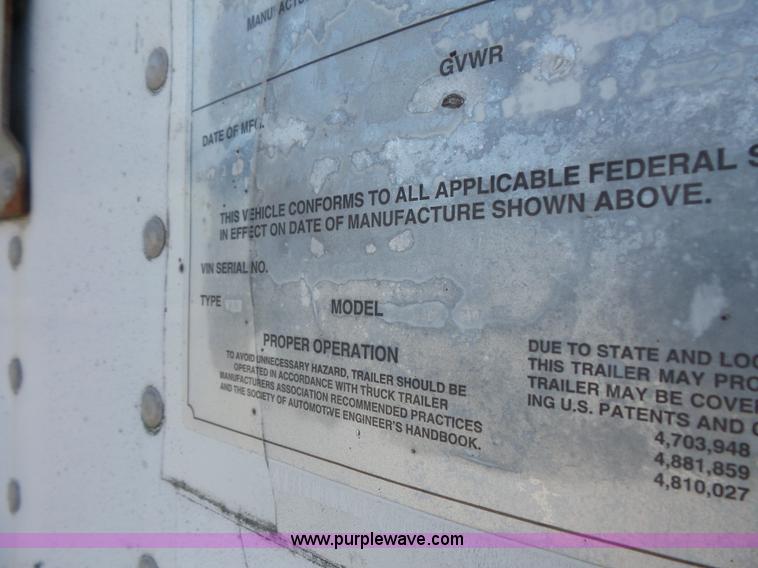 MANUFACTUR
GVWR
DATE OF MFG.
THIS VEHICLE CONFORMS TO ALL APPLICABLE FEDERAL S
IN EFFECT ON DATE OF MANUFACTURE SHOWN ABOVE.
VIN SERIAL NO.
TYPE
MODEL
PROPER OPERATION
TO AVOID UNNECESSARY HAZARD, TRAILER SHOULD BE
OPERATED IN ACCORDANCE WITH TRUCK TRAILER
MANUFACTURERS ASSOCIATION RECOMMENDED PRACTICES
AND THE SOCIETY OF AUTOMOTIVE ENGINEER'S HANDBOOK.
DUE TO STATE AND LOC
THIS TRAILER MAY PRO
TRAILER MAY BE COVER
ING U.S. PATENTS AND
4,703,948
4,881,859
4,810,027
www.purplewave.com